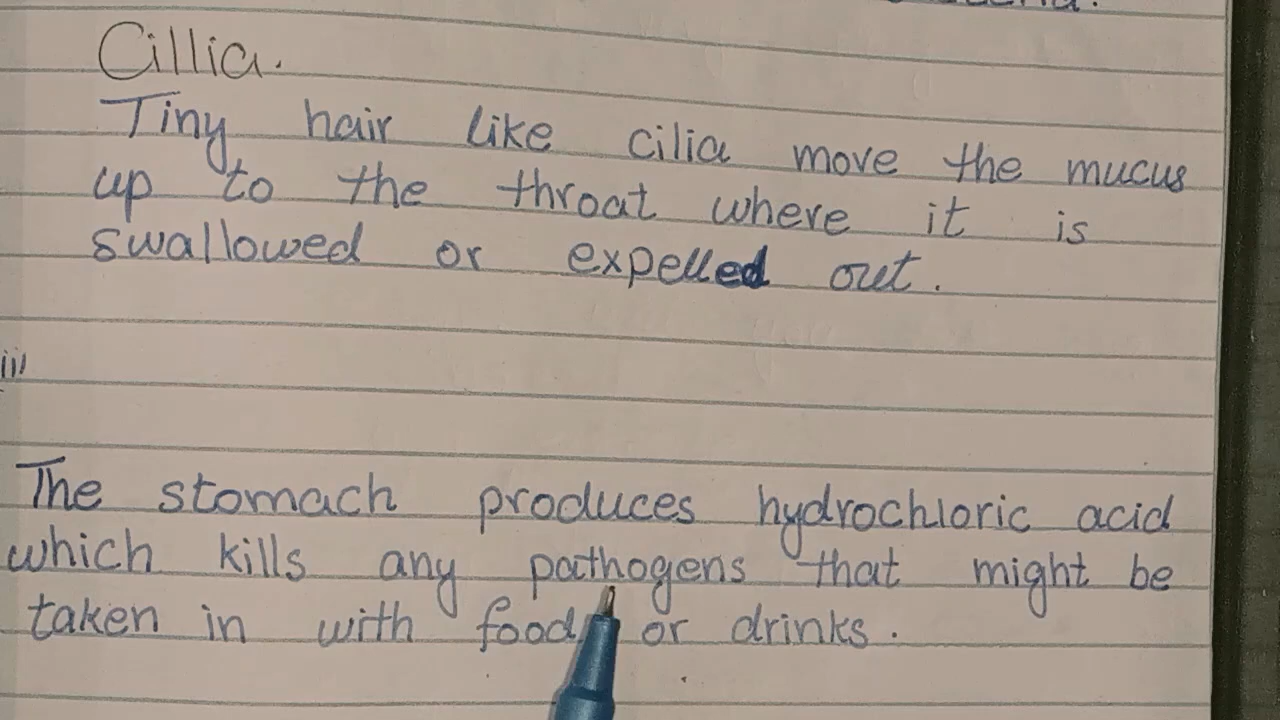 Cillia.
Tiny hair like cilia move the mucus
up to the throat where it is
swallowed or expelled out.
iii
The stomach produces hydrochloric acid
which kills any pathogens that might be
taken in with food or drinks.